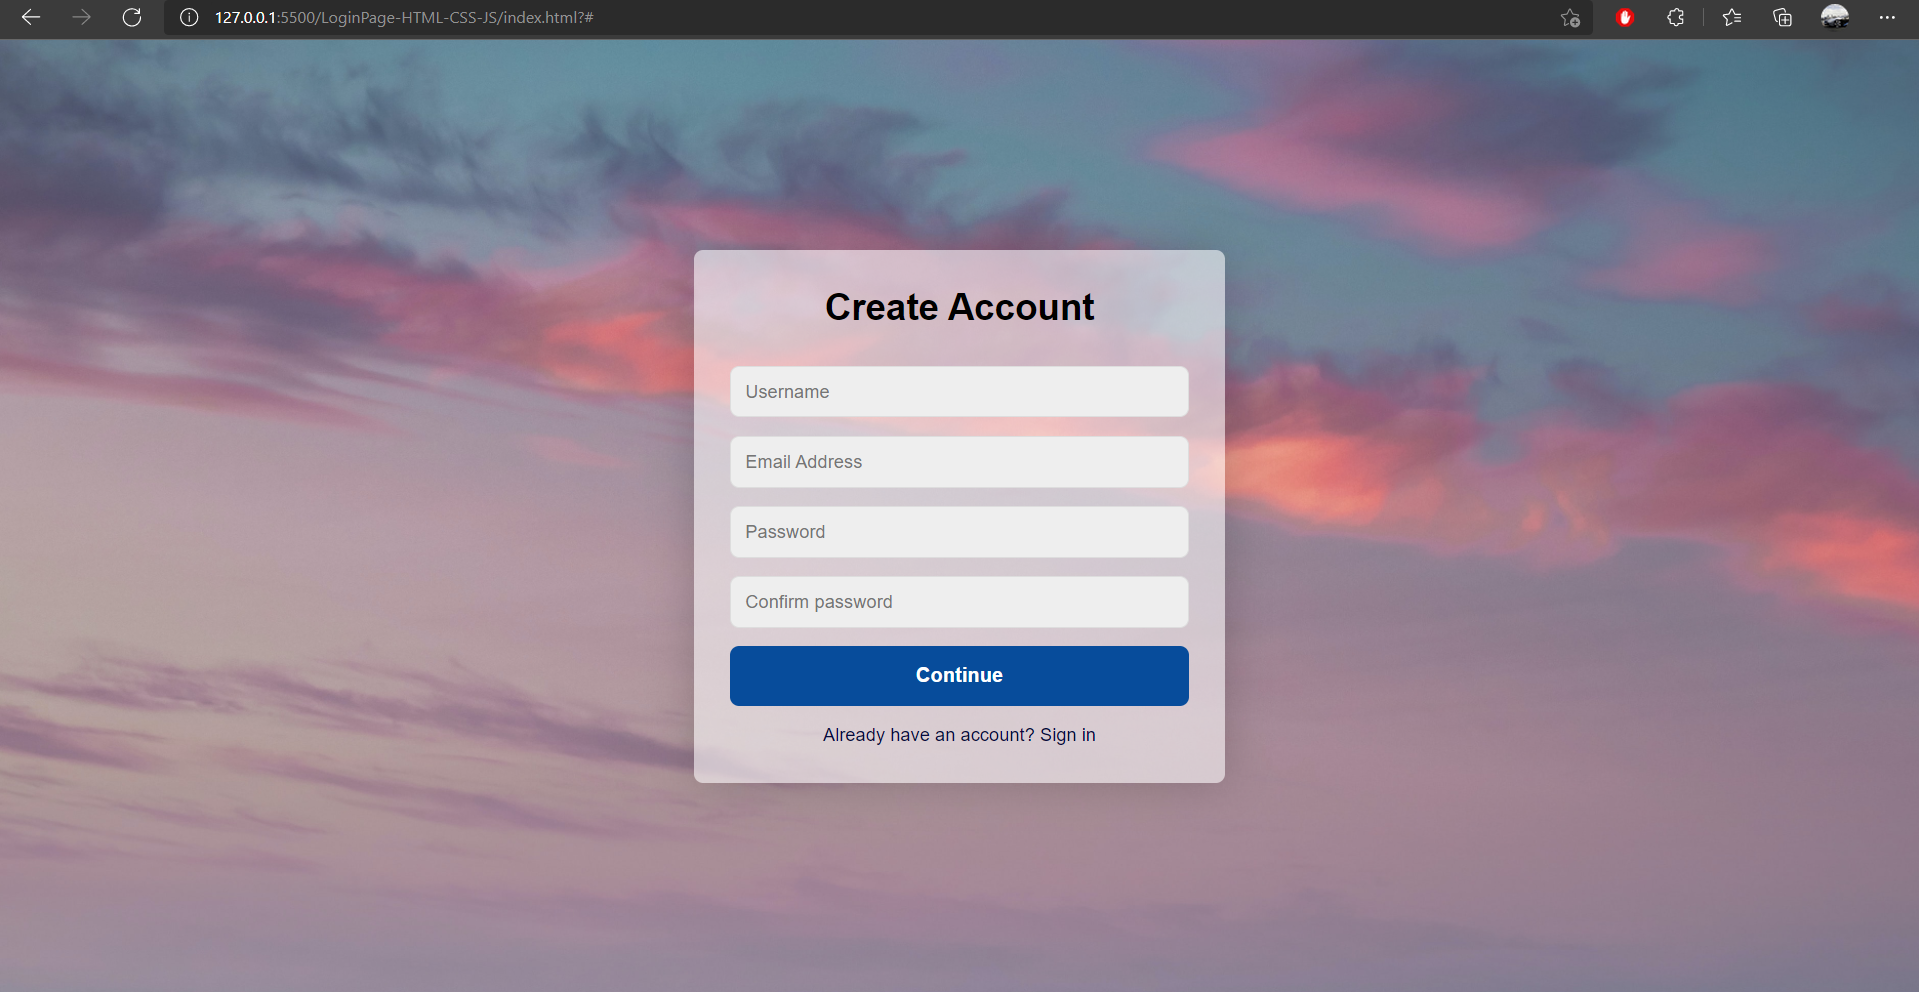 127.0.0.1:5500/LoginPage-HTML-CSS-JS/index.html?#
Create Account
Username
Email Address
Password
Confirm password
Continue
Already have an account? Sign in